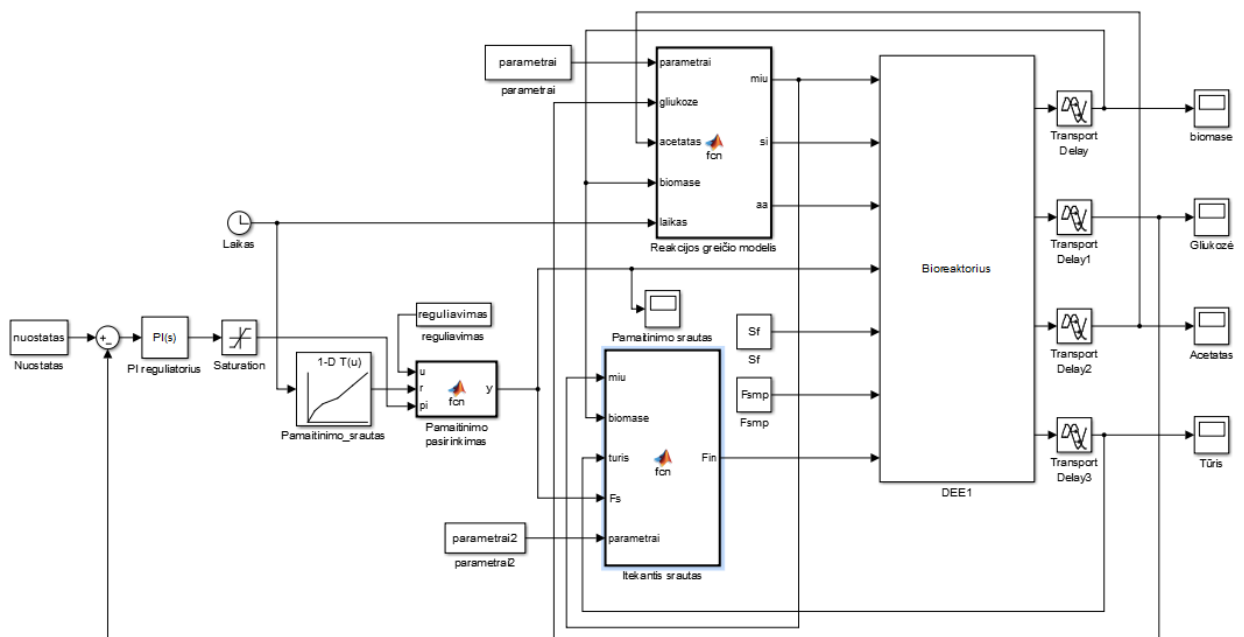 parametrai
parametrai
parametrai
gliukoze
acetatas
biomase
laikas
fcn
miu
si
aa
Reakcijos greičio modelis
Laikas
nuostatas
Nuostatas
+
−
PI(s)
PI reguliatorius
Saturation
1-D T(u)
Pamaitinimo_srautas
reguliavimas
reguliavimas
u
r
pi
fcn
y
Pamaitinimo
pasirinkimas
Pamaitinimo srautas
Sf
Sf
Fsmp
Fsmp
miu
biomase
turis
Fs
parametrai
fcn
Fin
Itekantis srautas
parametrai2
parametrai2
Bioreaktorius
DEE1
Transport
Delay
biomase
Transport
Delay1
Gliukozė
Transport
Delay2
Acetatas
Transport
Delay3
Tūris